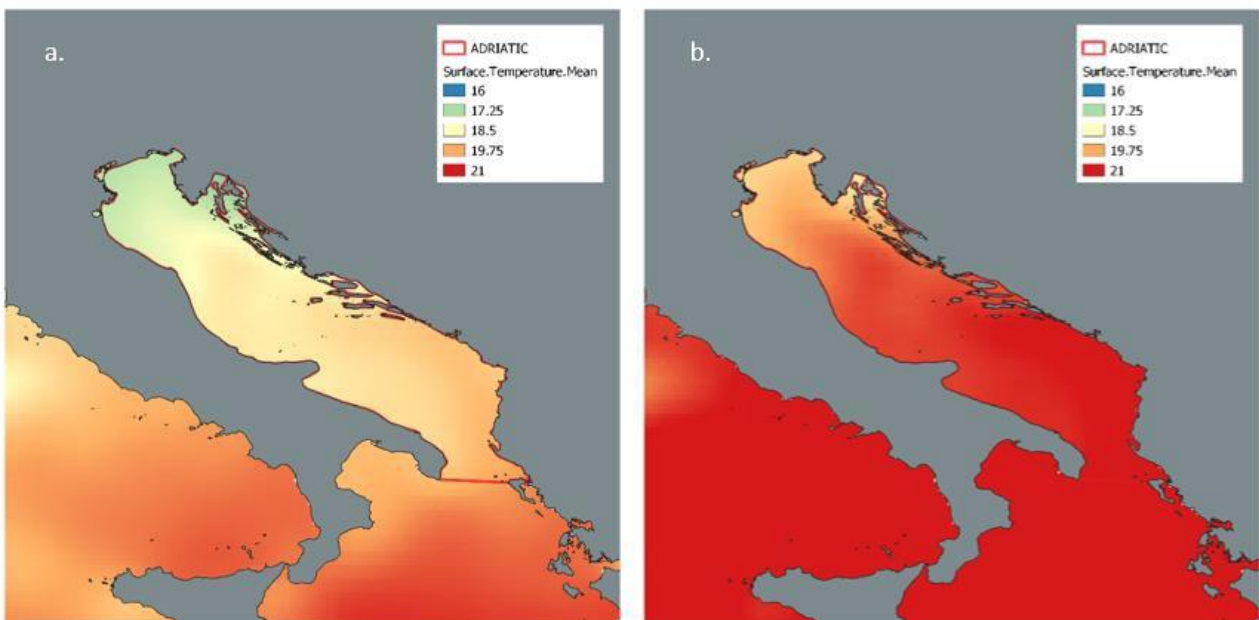 a.
ADRIATIC
Surface.Temperature.Mean
16
17.25
18.5
19.75
21
b.
ADRIATIC
Surface.Temperature.Mean
16
17.25
18.5
19.75
21